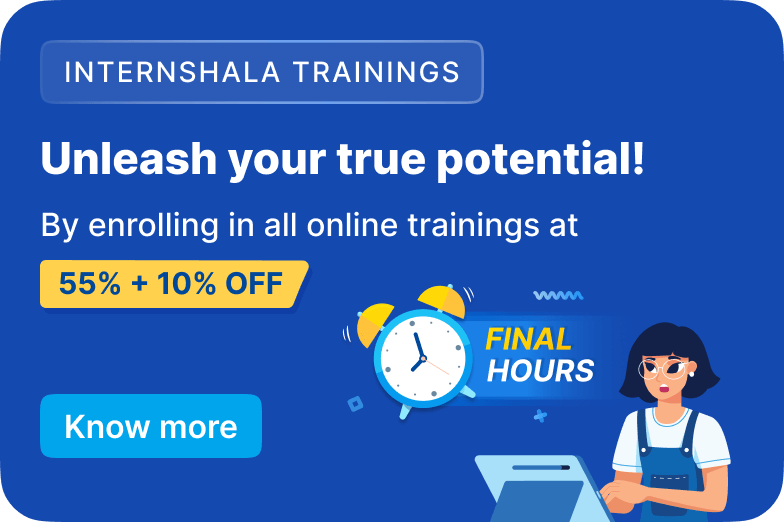 INTERNSHALA TRAININGS
Unleash your true potential!
By enrolling in all online trainings at
55% + 10% OFF
FINAL
HOURS
Know more